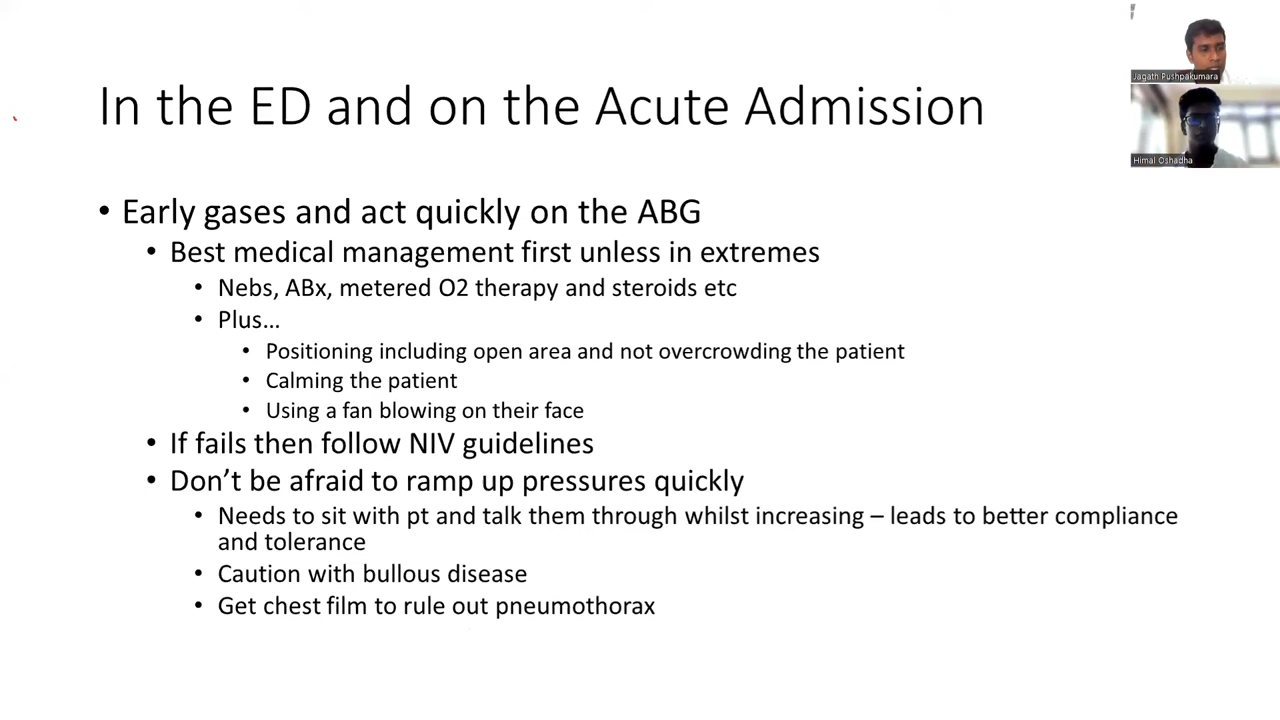 In the ED and on the Acute Admission
Jagath Pushpakumara
Himal Oshadha
• Early gases and act quickly on the ABG
• Best medical management first unless in extremes
• Nebs, ABx, metered O2 therapy and steroids etc
• Plus…
• Positioning including open area and not overcrowding the patient
• Calming the patient
• Using a fan blowing on their face
• If fails then follow NIV guidelines
• Don’t be afraid to ramp up pressures quickly
• Needs to sit with pt and talk them through whilst increasing – leads to better compliance
and tolerance
• Caution with bullous disease
• Get chest film to rule out pneumothorax